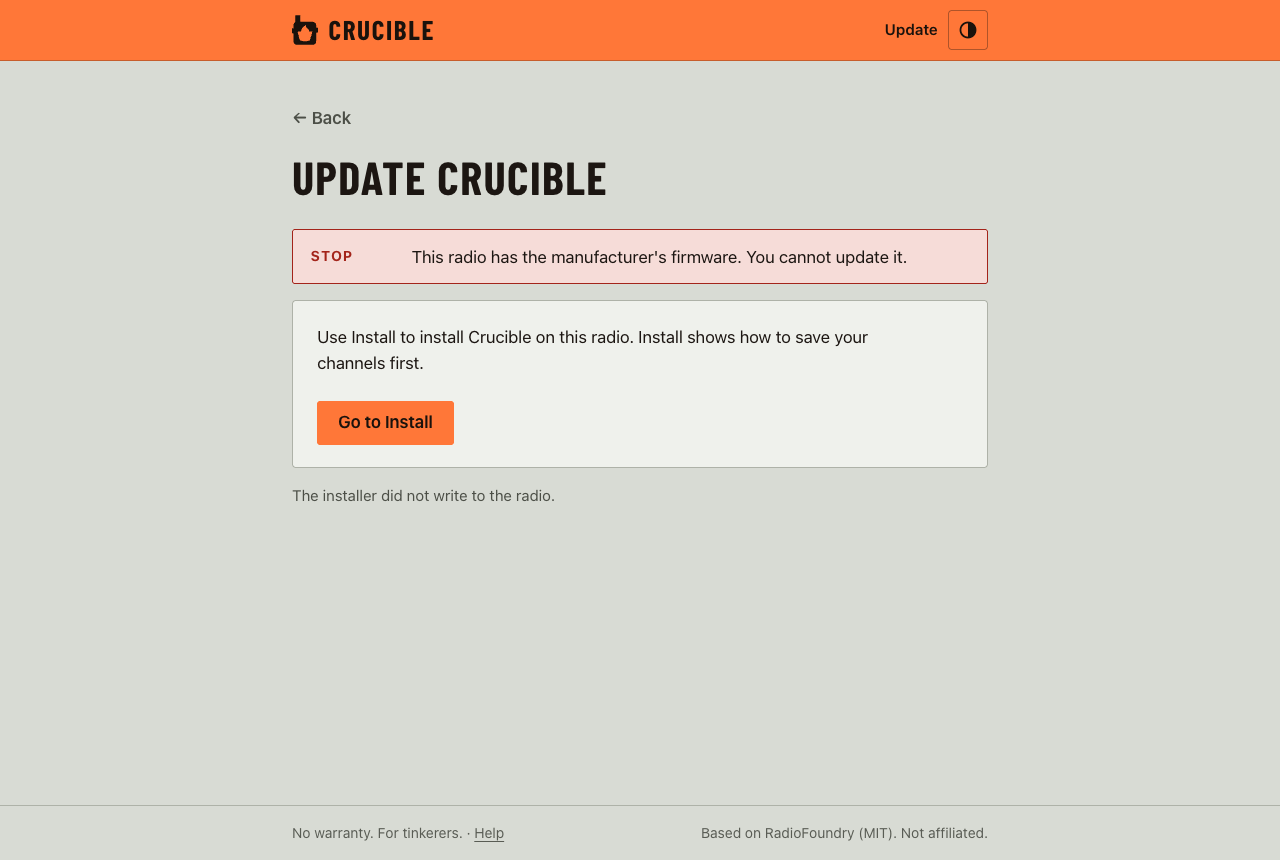 CRUCIBLE
Update
← Back
UPDATE CRUCIBLE
STOP This radio has the manufacturer's firmware. You cannot update it.
Use Install to install Crucible on this radio. Install shows how to save your
channels first.
Go to Install
The installer did not write to the radio.
No warranty. For tinkerers. · Help
Based on RadioFoundry (MIT). Not affiliated.